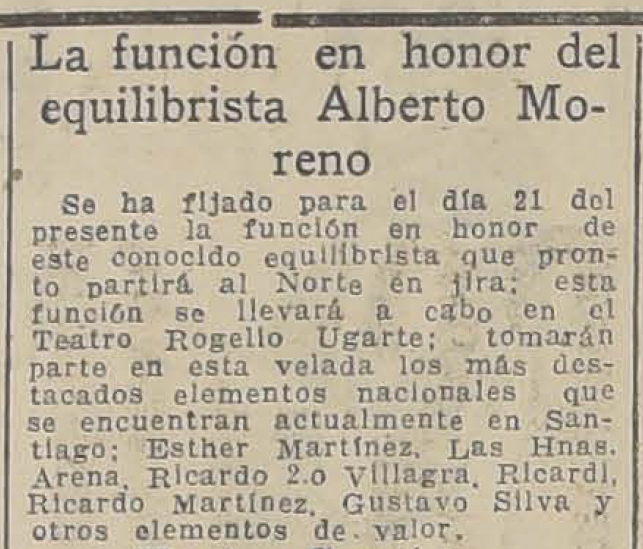 La función en honor del
equilibrista Alberto Mo-
reno
Se ha fijado para el día 21 del
presente la función en honor de
este conocido equilibrista que pron-
to partirá al Norte en jira; esta
función se llevará a cabo en el
Teatro Rogelio Ugarte; tomarán
parte en esta velada los más des-
tacados elementos nacionales que
se encuentran actualmente en San-
tiago: Esther Martínez, Las Hnas.
Arena, Ricardo 2.o Villagra, Ricardi,
Ricardo Martínez, Gustavo Silva y
otros elementos de valor.